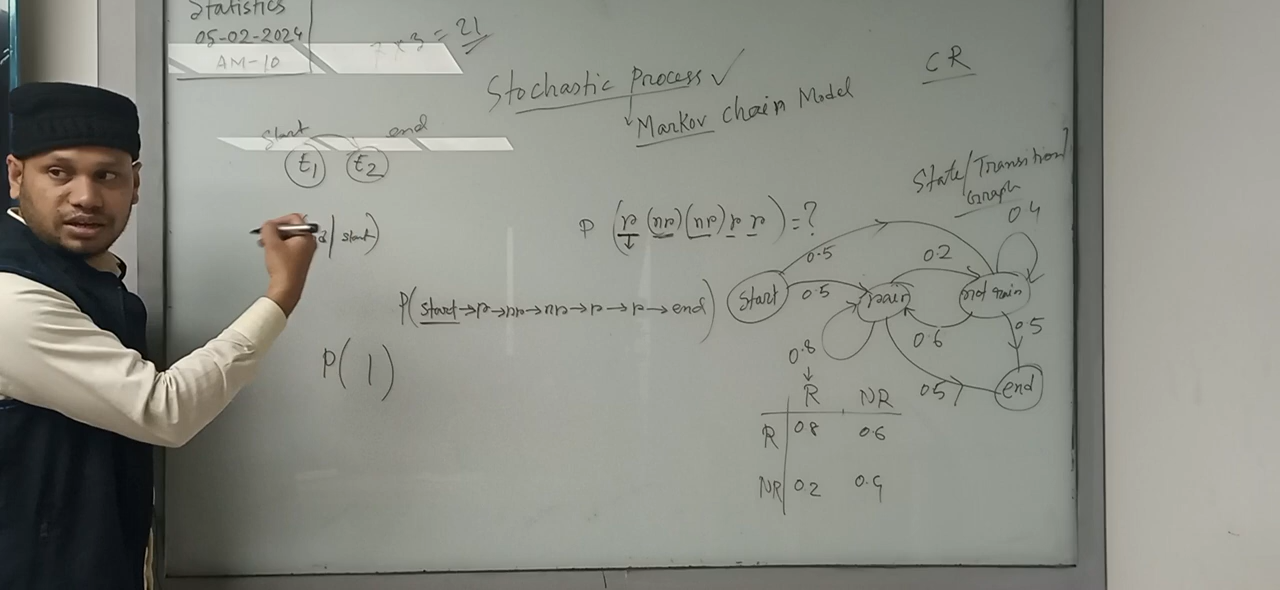 Statistics
05-02-2024
AM-10
7 x 3 = 21
Stochastic Process ✓
Markov Chain Model
CR
start end
t1 t2
State/Transition
Graph
P (r (nr) (nr) r r) = ?
| start)
P(start→r→nr→nr→r→r→end)
P( | )
start
rain
not rain
end
0.5
0.5
0.2
0.4
0.6
0.5
0.8
0.5
R NR
R 0.8 0.6
NR 0.2 0.4